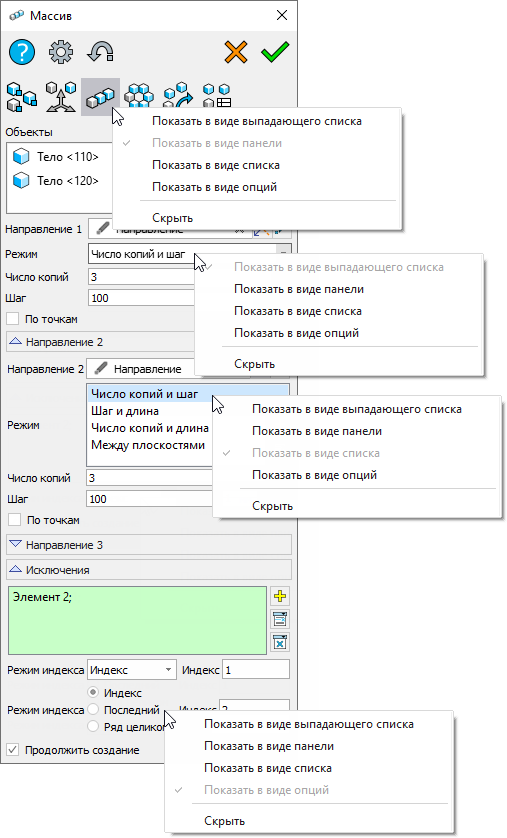 Массив
Объекты
Тело <110>
Тело <120>
Показать в виде выпадающего списка
Показать в виде панели
Показать в виде списка
Показать в виде опций
Скрыть
Направление 1 Направление
Режим Число копий и шаг
Число копий 3
Шаг 100
По точкам
Показать в виде выпадающего списка
Показать в виде панели
Показать в виде списка
Показать в виде опций
Скрыть
Направление 2
Направление 2 Направление
Режим
Число копий и шаг
Шаг и длина
Число копий и длина
Между плоскостями
Показать в виде выпадающего списка
Показать в виде панели
Показать в виде списка
Показать в виде опций
Скрыть
Число копий 3
Шаг 100
По точкам
Направление 3
Исключения
Элемент 2;
Режим индекса Индекс Индекс 1
Индекс
Режим индекса Последний Индекс 2
Ряд целиком
Продолжить создание
Показать в виде выпадающего списка
Показать в виде панели
Показать в виде списка
Показать в виде опций
Скрыть